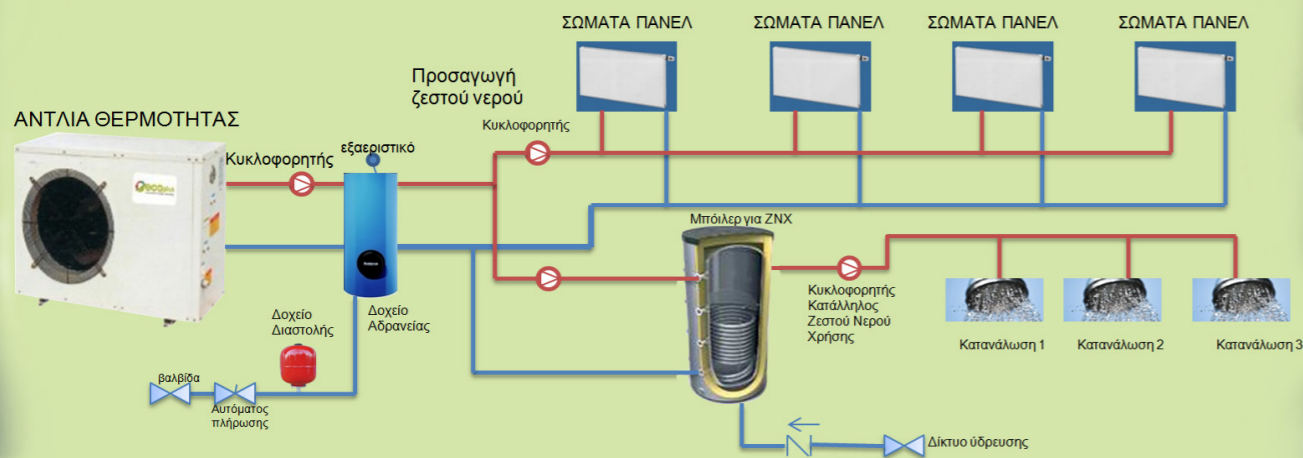 ΣΩΜΑΤΑ ΠΑΝΕΛ
ΣΩΜΑΤΑ ΠΑΝΕΛ
ΣΩΜΑΤΑ ΠΑΝΕΛ
ΣΩΜΑΤΑ ΠΑΝΕΛ
Προσαγωγή
ζεστού νερού
ΑΝΤΛΙΑ ΘΕΡΜΟΤΗΤΑΣ
Κυκλοφορητής
εξαεριστικό
Κυκλοφορητής
eco
Μπόιλερ για ΖΝΧ
Κυκλοφορητής
Κατάλληλος
Ζεστού Νερού
Χρήσης
Δοχείο
Διαστολής
Δοχείο
Αδρανείας
Κατανάλωση 1
Κατανάλωση 2
Κατανάλωση 3
βαλβίδα
Αυτόματος
πλήρωσης
Δίκτυο ύδρευσης